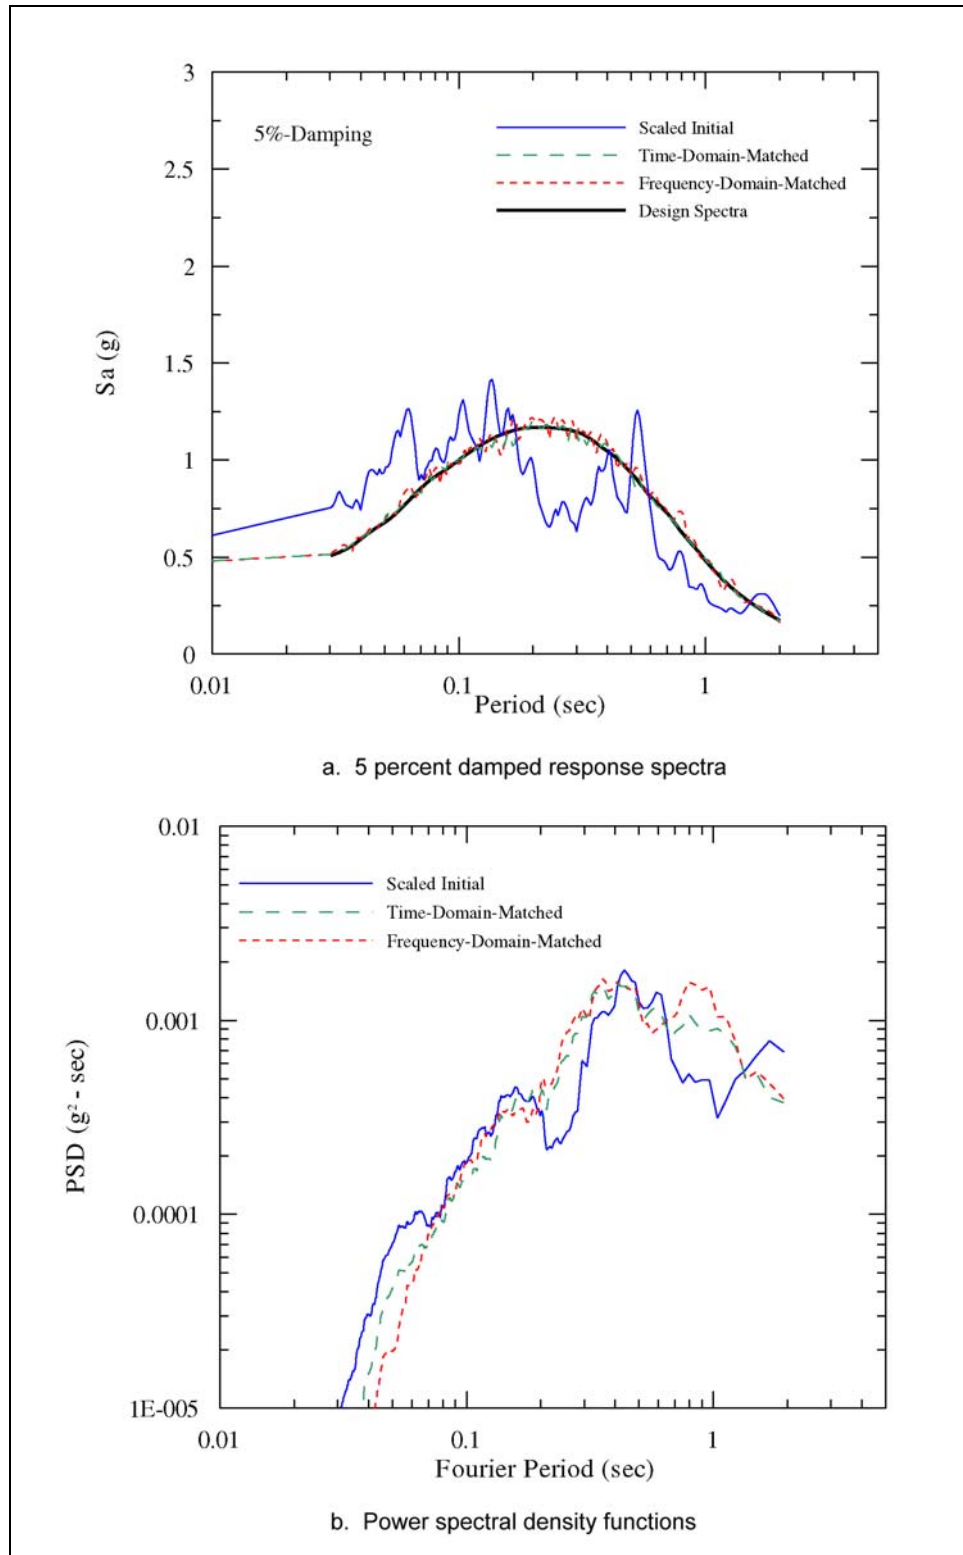 3
5%-Damping
Scaled Initial
Time-Domain-Matched
Frequency-Domain-Matched
Design Spectra
2.5
2
1.5
1
0.5
0
Sa (g)
0.01
0.1
1
Period (sec)
a. 5 percent damped response spectra
0.01
Scaled Initial
Time-Domain-Matched
Frequency-Domain-Matched
0.001
PSD (g² - sec)
0.0001
1E-005
0.01
0.1
1
Fourier Period (sec)
b. Power spectral density functions